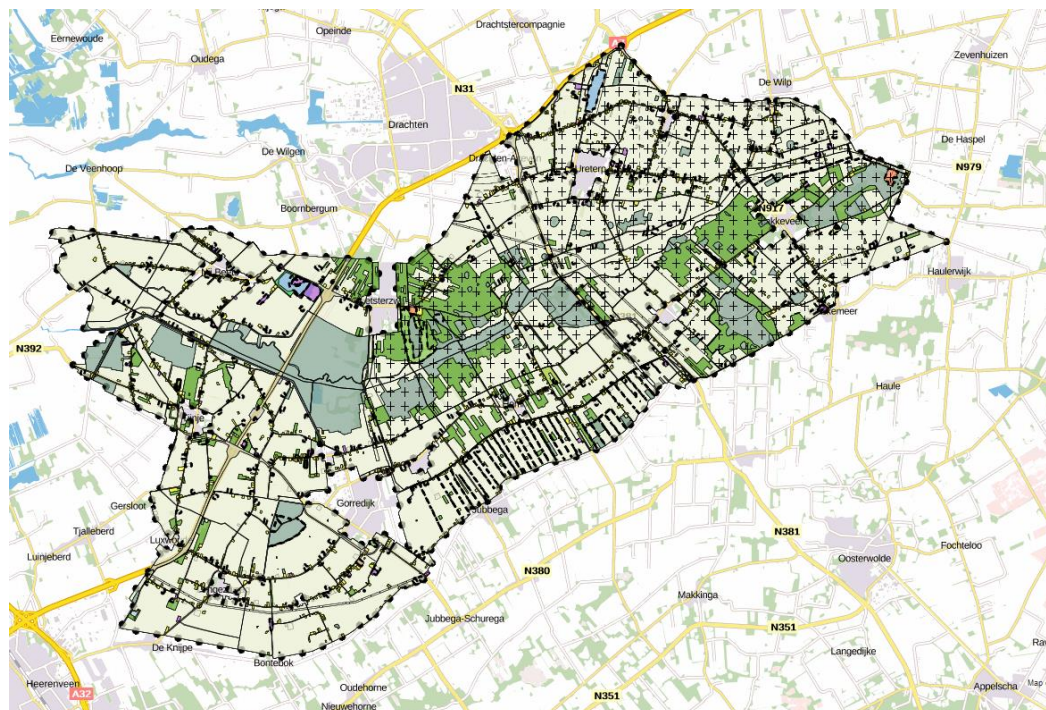 Opeinde
Drachtstercompagnie
Eernewoude
Oudega
Zevenhuizen
De Wilp
N31
Drachten
De Haspel
De Wilgen
N979
De Veenhoop
Boornbergum
Haulerwijk
N392
Haule
Gorredijk
Jubbega
Gersloot
Tjalleberd
Luinjeberd
N381
Oosterwolde
Fochteloo
N380
Makkinga
Jubbega-Schurega
N351
De Knijpe
Bontebok
Langedijke
Heerenveen
A32
Oudehorne
N351
Nieuwehorne
Appelscha